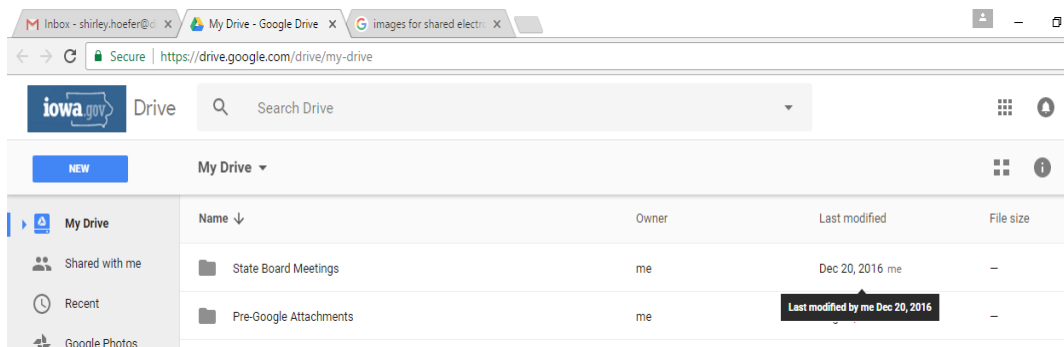 Inbox - shirley.hoefer@d
My Drive - Google Drive
images for shared electro
Secure | https://drive.google.com/drive/my-drive
iowa.gov Drive Search Drive
NEW My Drive
My Drive
Name Owner Last modified File size
Shared with me
State Board Meetings me Dec 20, 2016 me –
Recent
Last modified by me Dec 20, 2016
Pre-Google Attachments me –
Google Photos